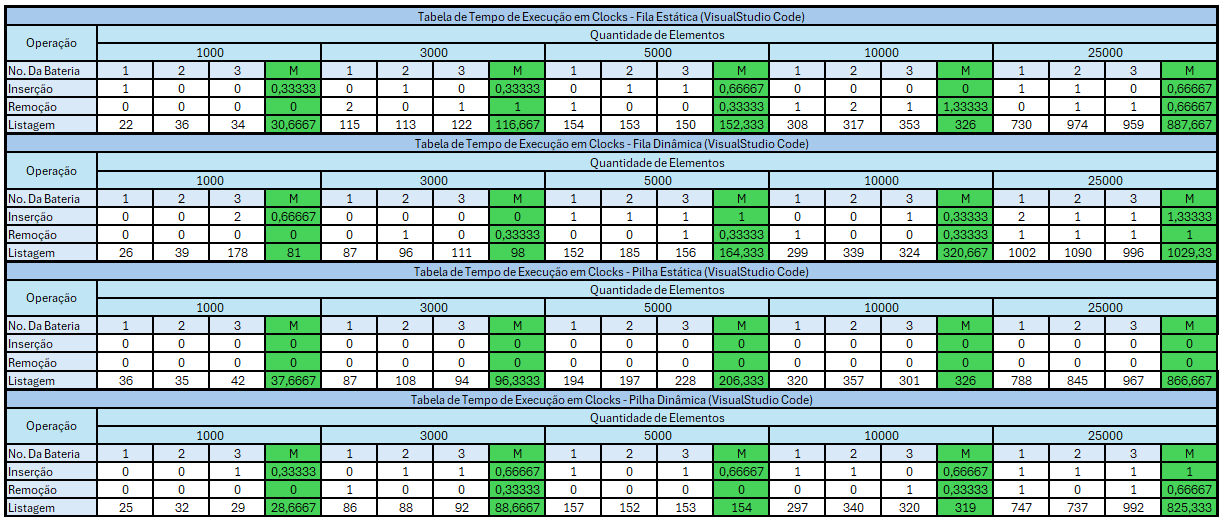 Tabela de Tempo de Execução em Clocks - Fila Estática (VisualStudio Code)
Operação Quantidade de Elementos
1000 3000 5000 10000 25000
No. Da Bateria 1 2 3 M 1 2 3 M 1 2 3 M 1 2 3 M 1 2 3 M
Inserção 1 0 0 0,33333 0 1 0 0,33333 0 1 1 0,66667 0 0 0 0 1 1 0 0,66667
Remoção 0 0 0 0 2 0 1 1 1 0 0 0,33333 1 2 1 1,33333 0 1 1 0,66667
Listagem 22 36 34 30,6667 115 113 122 116,667 154 153 150 152,333 308 317 353 326 730 974 959 887,667
Tabela de Tempo de Execução em Clocks - Fila Dinâmica (VisualStudio Code)
Operação Quantidade de Elementos
1000 3000 5000 10000 25000
No. Da Bateria 1 2 3 M 1 2 3 M 1 2 3 M 1 2 3 M 1 2 3 M
Inserção 0 0 2 0,66667 0 0 0 0 1 1 1 1 0 0 1 0,33333 2 1 1 1,33333
Remoção 0 0 0 0 0 1 0 0,33333 0 0 1 0,33333 1 0 0 0,33333 1 1 1 1
Listagem 26 39 178 81 87 96 111 98 152 185 156 164,333 299 339 324 320,667 1002 1090 996 1029,33
Tabela de Tempo de Execução em Clocks - Pilha Estática (VisualStudio Code)
Operação Quantidade de Elementos
1000 3000 5000 10000 25000
No. Da Bateria 1 2 3 M 1 2 3 M 1 2 3 M 1 2 3 M 1 2 3 M
Inserção 0 0 0 0 0 0 0 0 0 0 0 0 0 0 0 0 0 0 0 0
Remoção 0 0 0 0 0 0 0 0 0 0 0 0 0 0 0 0 0 0 0 0
Listagem 36 35 42 37,6667 87 108 94 96,3333 194 197 228 206,333 320 357 301 326 788 845 967 866,667
Tabela de Tempo de Execução em Clocks - Pilha Dinâmica (VisualStudio Code)
Operação Quantidade de Elementos
1000 3000 5000 10000 25000
No. Da Bateria 1 2 3 M 1 2 3 M 1 2 3 M 1 2 3 M 1 2 3 M
Inserção 0 0 1 0,33333 0 1 1 0,66667 1 0 1 0,66667 1 1 0 0,66667 1 1 1 1
Remoção 0 0 0 0 1 0 0 0,33333 0 0 0 0 0 0 1 0,33333 1 0 1 0,66667
Listagem 25 32 29 28,6667 86 88 92 88,6667 157 152 153 154 297 340 320 319 747 737 992 825,333